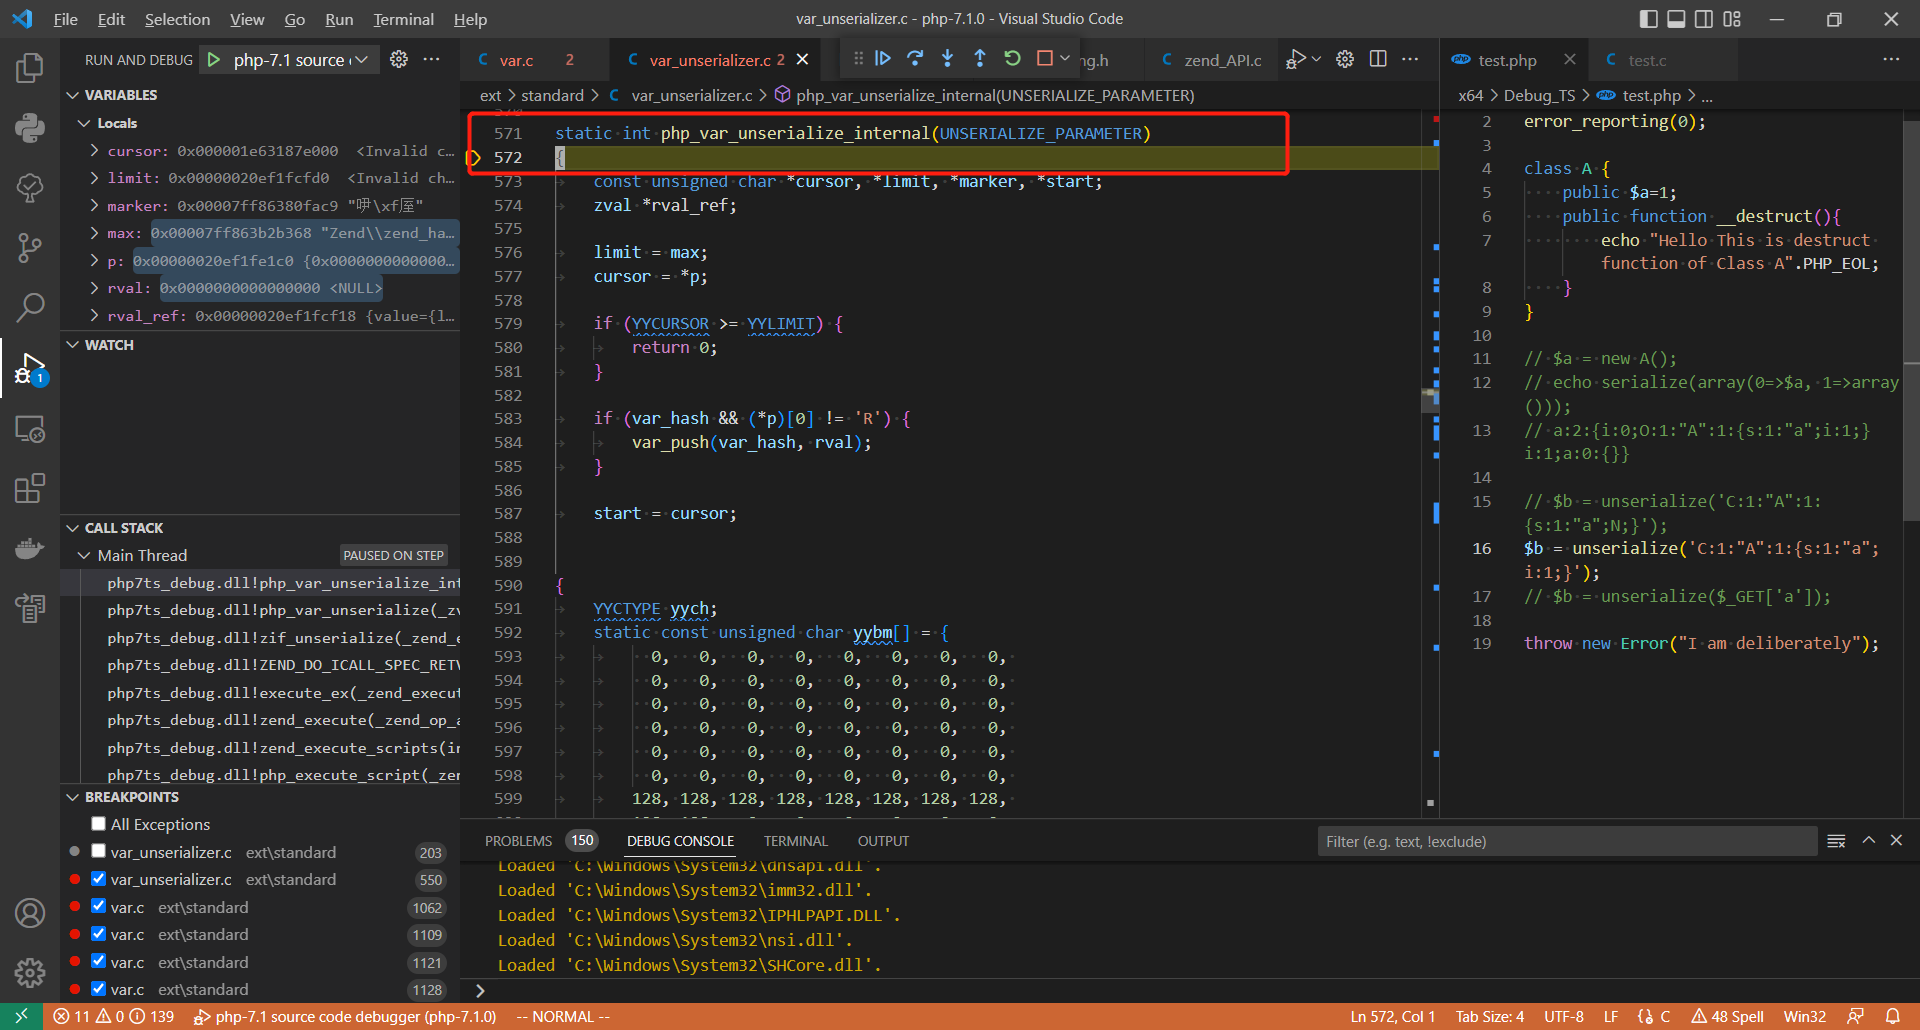 File Edit Selection View Go Run Terminal Help
var_unserializer.c - php-7.1.0 - Visual Studio Code
RUN AND DEBUG
php-7.1 source (
VARIABLES
Locals
cursor: 0x000001e63187e000 <Invalid c…
limit: 0x00000020ef1fcfd0 <Invalid ch…
marker: 0x00007ff86380fac9
max: 0x00007ff863b2b368 "Zend\\zend_ha…
p: 0x00000020ef1fe1c0 {0x0000000000000…
rval: 0x0000000000000000 <NULL>
rval_ref: 0x00000020ef1fcf18 {value={l…
WATCH
CALL STACK
Main Thread
PAUSED ON STEP
php7ts_debug.dll!php_var_unserialize_int
php7ts_debug.dll!php_var_unserialize(_zv
php7ts_debug.dll!zif_unserialize(_zend_e
php7ts_debug.dll!ZEND_DO_ICALL_SPEC_RETV
php7ts_debug.dll!execute_ex(_zend_execut
php7ts_debug.dll!zend_execute(_zend_op_a
php7ts_debug.dll!zend_execute_scripts(in
php7ts_debug.dll!php_execute_script(_zen
BREAKPOINTS
All Exceptions
var_unserializer.c ext\standard 203
var_unserializer.c ext\standard 550
var.c ext\standard 1062
var.c ext\standard 1109
var.c ext\standard 1121
var.c ext\standard 1128
var.c 2
var_unserializer.c 2
ng.h
zend_API.c
ext > standard > C var_unserializer.c > php_var_unserialize_internal(UNSERIALIZE_PARAMETER)
571 static int php_var_unserialize_internal(UNSERIALIZE_PARAMETER)
572 {
573 const unsigned char *cursor, *limit, *marker, *start;
574 zval *rval_ref;
575
576 limit = max;
577 cursor = *p;
578
579 if (YYCURSOR >= YYLIMIT) {
580 return 0;
581 }
582
583 if (var_hash && (*p)[0] != 'R') {
584 var_push(var_hash, rval);
585 }
586
587 start = cursor;
588
589
590 {
591 YYCTYPE yych;
592 static const unsigned char yybm[] = {
593 0, 0, 0, 0, 0, 0, 0, 0,
594 0, 0, 0, 0, 0, 0, 0, 0,
595 0, 0, 0, 0, 0, 0, 0, 0,
596 0, 0, 0, 0, 0, 0, 0, 0,
597 0, 0, 0, 0, 0, 0, 0, 0,
598 0, 0, 0, 0, 0, 0, 0, 0,
599 128, 128, 128, 128, 128, 128, 128, 128,
test.php
test.c
x64 > Debug_TS > test.php > ...
2 error_reporting(0);
3
4 class A {
5 public $a=1;
6 public function __destruct(){
7 echo "Hello This is destruct
function of Class A".PHP_EOL;
8 }
9 }
10
11 // $a = new A();
12 // echo serialize(array(0=>$a, 1=>array
()));
13 // a:2:{i:0;O:1:"A":1:{s:1:"a";i:1;}
i:1;a:0:{}}
14
15 // $b = unserialize('C:1:"A":1:
{s:1:"a";N;}');
16 $b = unserialize('C:1:"A":1:{s:1:"a";
i:1;}');
17 // $b = unserialize($_GET['a']);
18
19 throw new Error("I am deliberately");
PROBLEMS 150 DEBUG CONSOLE TERMINAL OUTPUT
Filter (e.g. text, !exclude)
Loaded 'C:\Windows\System32\dnsapi.dll'.
Loaded 'C:\Windows\System32\imm32.dll'.
Loaded 'C:\Windows\System32\IPHLPAPI.DLL'.
Loaded 'C:\Windows\System32\nsi.dll'.
Loaded 'C:\Windows\System32\SHCore.dll'.
11 0 139 php-7.1 source code debugger (php-7.1.0) -- NORMAL --
Ln 572, Col 1 Tab Size: 4 UTF-8 LF C 48 Spell Win32